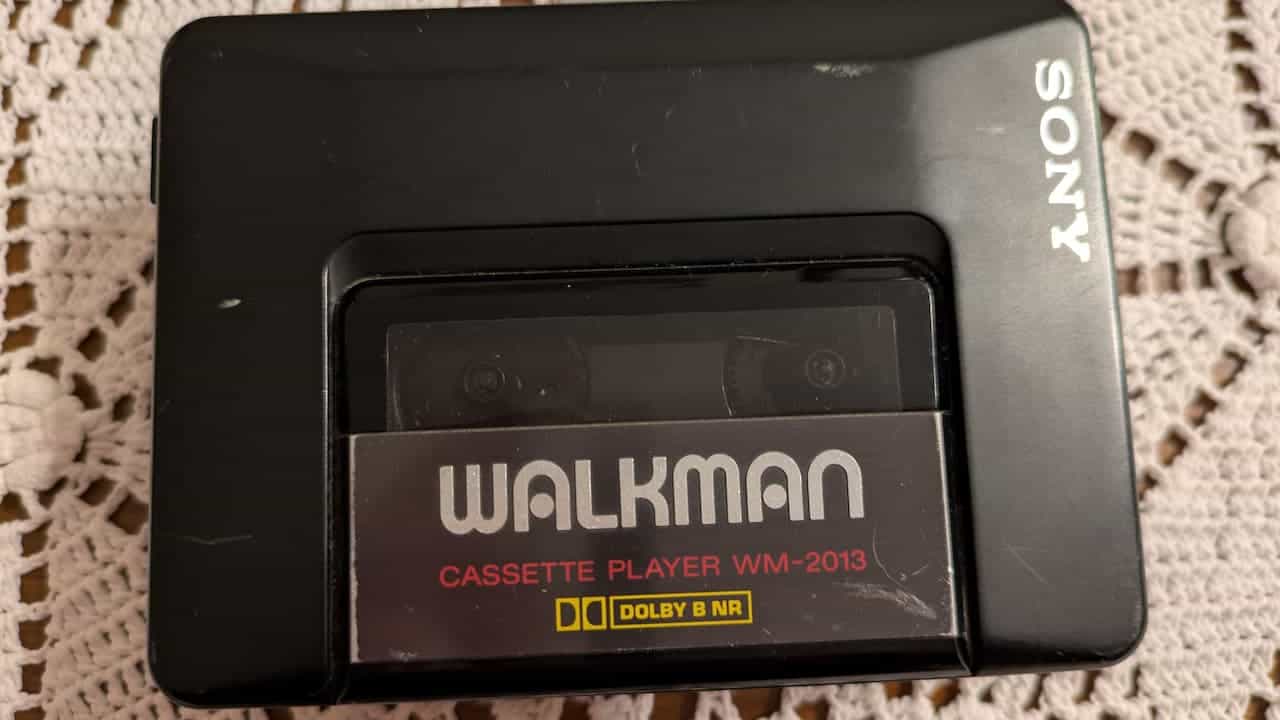 SONY
WALKMAN
CASSETTE PLAYER WM-2013
DOLBY B NR